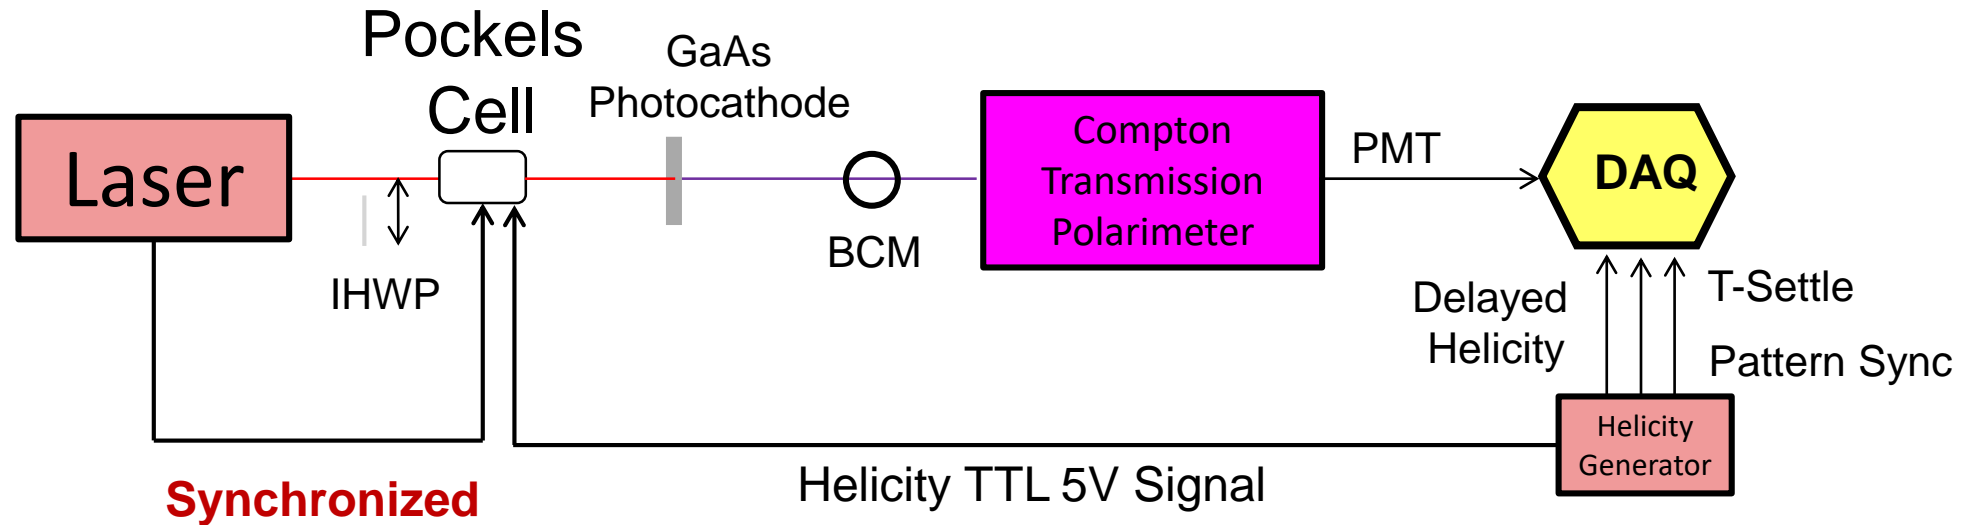 Pockels
Cell
GaAs
Photocathode
Laser
IHWP
BCM
Compton
Transmission
Polarimeter
PMT
DAQ
Delayed
Helicity
T-Settle
Pattern Sync
Helicity
Generator
Helicity TTL 5V Signal
Synchronized